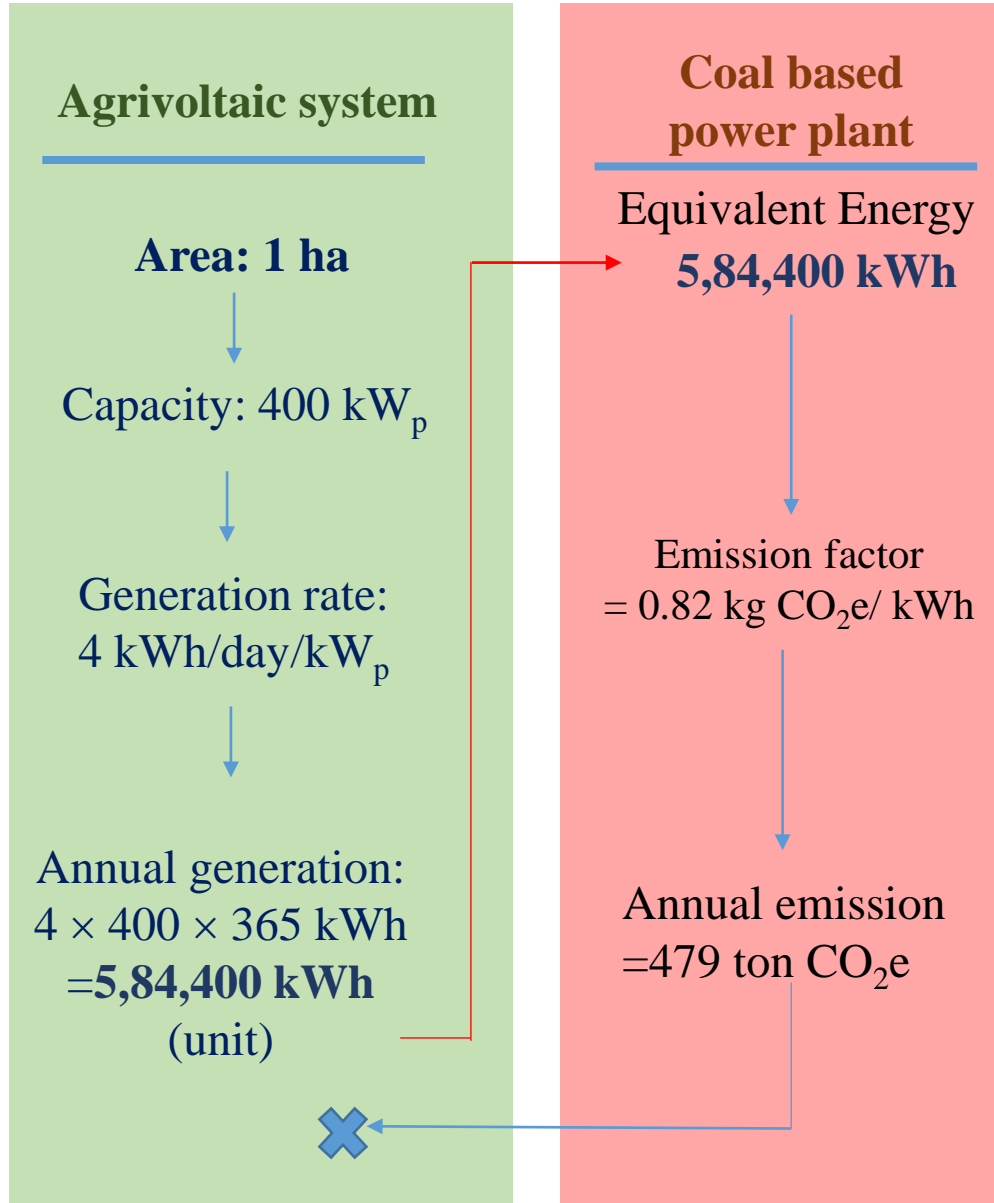 Agrivoltaic system
Area: 1 ha
Capacity: 400 kWₚ
Generation rate:
4 kWh/day/kWₚ
Annual generation:
4 × 400 × 365 kWh
=5,84,400 kWh
(unit)
Coal based
power plant
Equivalent Energy
5,84,400 kWh
Emission factor
= 0.82 kg CO₂e/ kWh
Annual emission
=479 ton CO₂e